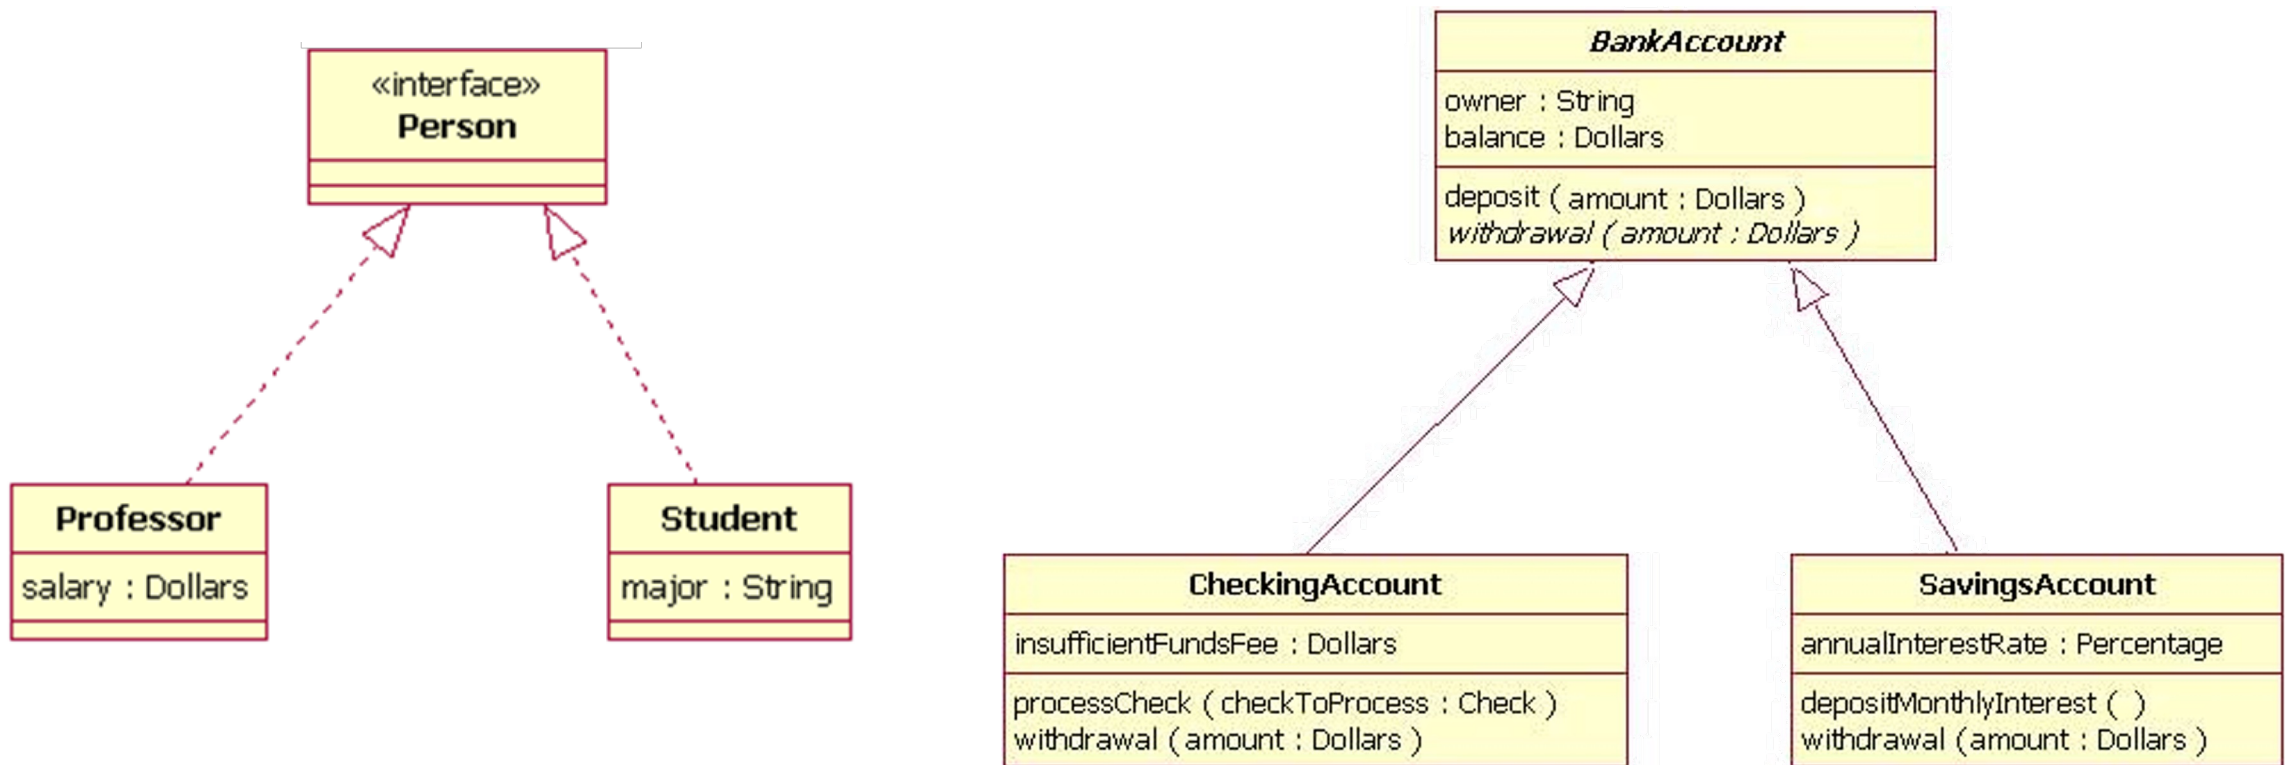 «interface»
Person
Professor
salary : Dollars
Student
major : String
BankAccount
owner : String
balance : Dollars
deposit ( amount : Dollars )
withdrawal ( amount : Dollars )
CheckingAccount
insufficientFundsFee : Dollars
processCheck ( checkToProcess : Check )
withdrawal ( amount : Dollars )
SavingsAccount
annualInterestRate : Percentage
depositMonthlyInterest ( )
withdrawal ( amount : Dollars )